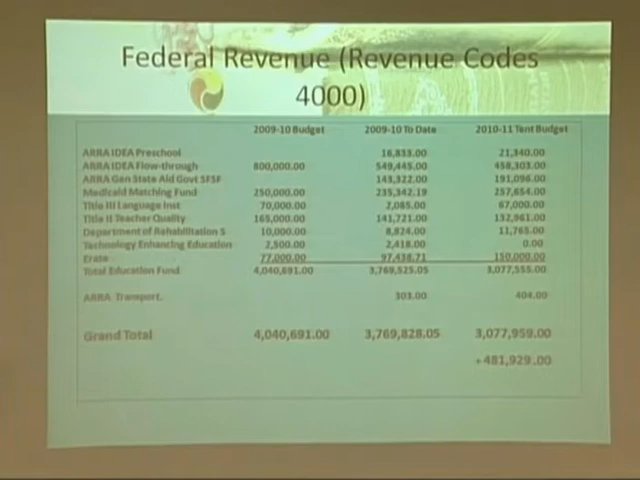 Federal Revenue (Revenue Codes
4000)
2009-10 Budget 2009-10 To Date 2010-11 Tent Budget
ARRA IDEA Preschool 16,833.00 21,340.00
ARRA IDEA Flow-through 800,000.00 549,445.00 458,303.00
ARRA Gen State Aid Govt SFSF 143,322.00 191,096.00
Medicaid Matching Fund 250,000.00 235,342.19 257,654.00
Title III Language Inst 70,000.00 2,085.00 67,000.00
Title II Teacher Quality 165,000.00 141,721.00 132,961.00
Department of Rehabilitation S 10,000.00 8,824.00 11,765.00
Technology Enhancing Education 2,500.00 2,418.00 0.00
Erate 77,000.00 97,438.71 150,000.00
Total Education Fund 4,040,691.00 3,769,525.05 3,077,555.00
ARRA Transport. 303.00 404.00
Grand Total 4,040,691.00 3,769,828.05 3,077,959.00
+481,929.00